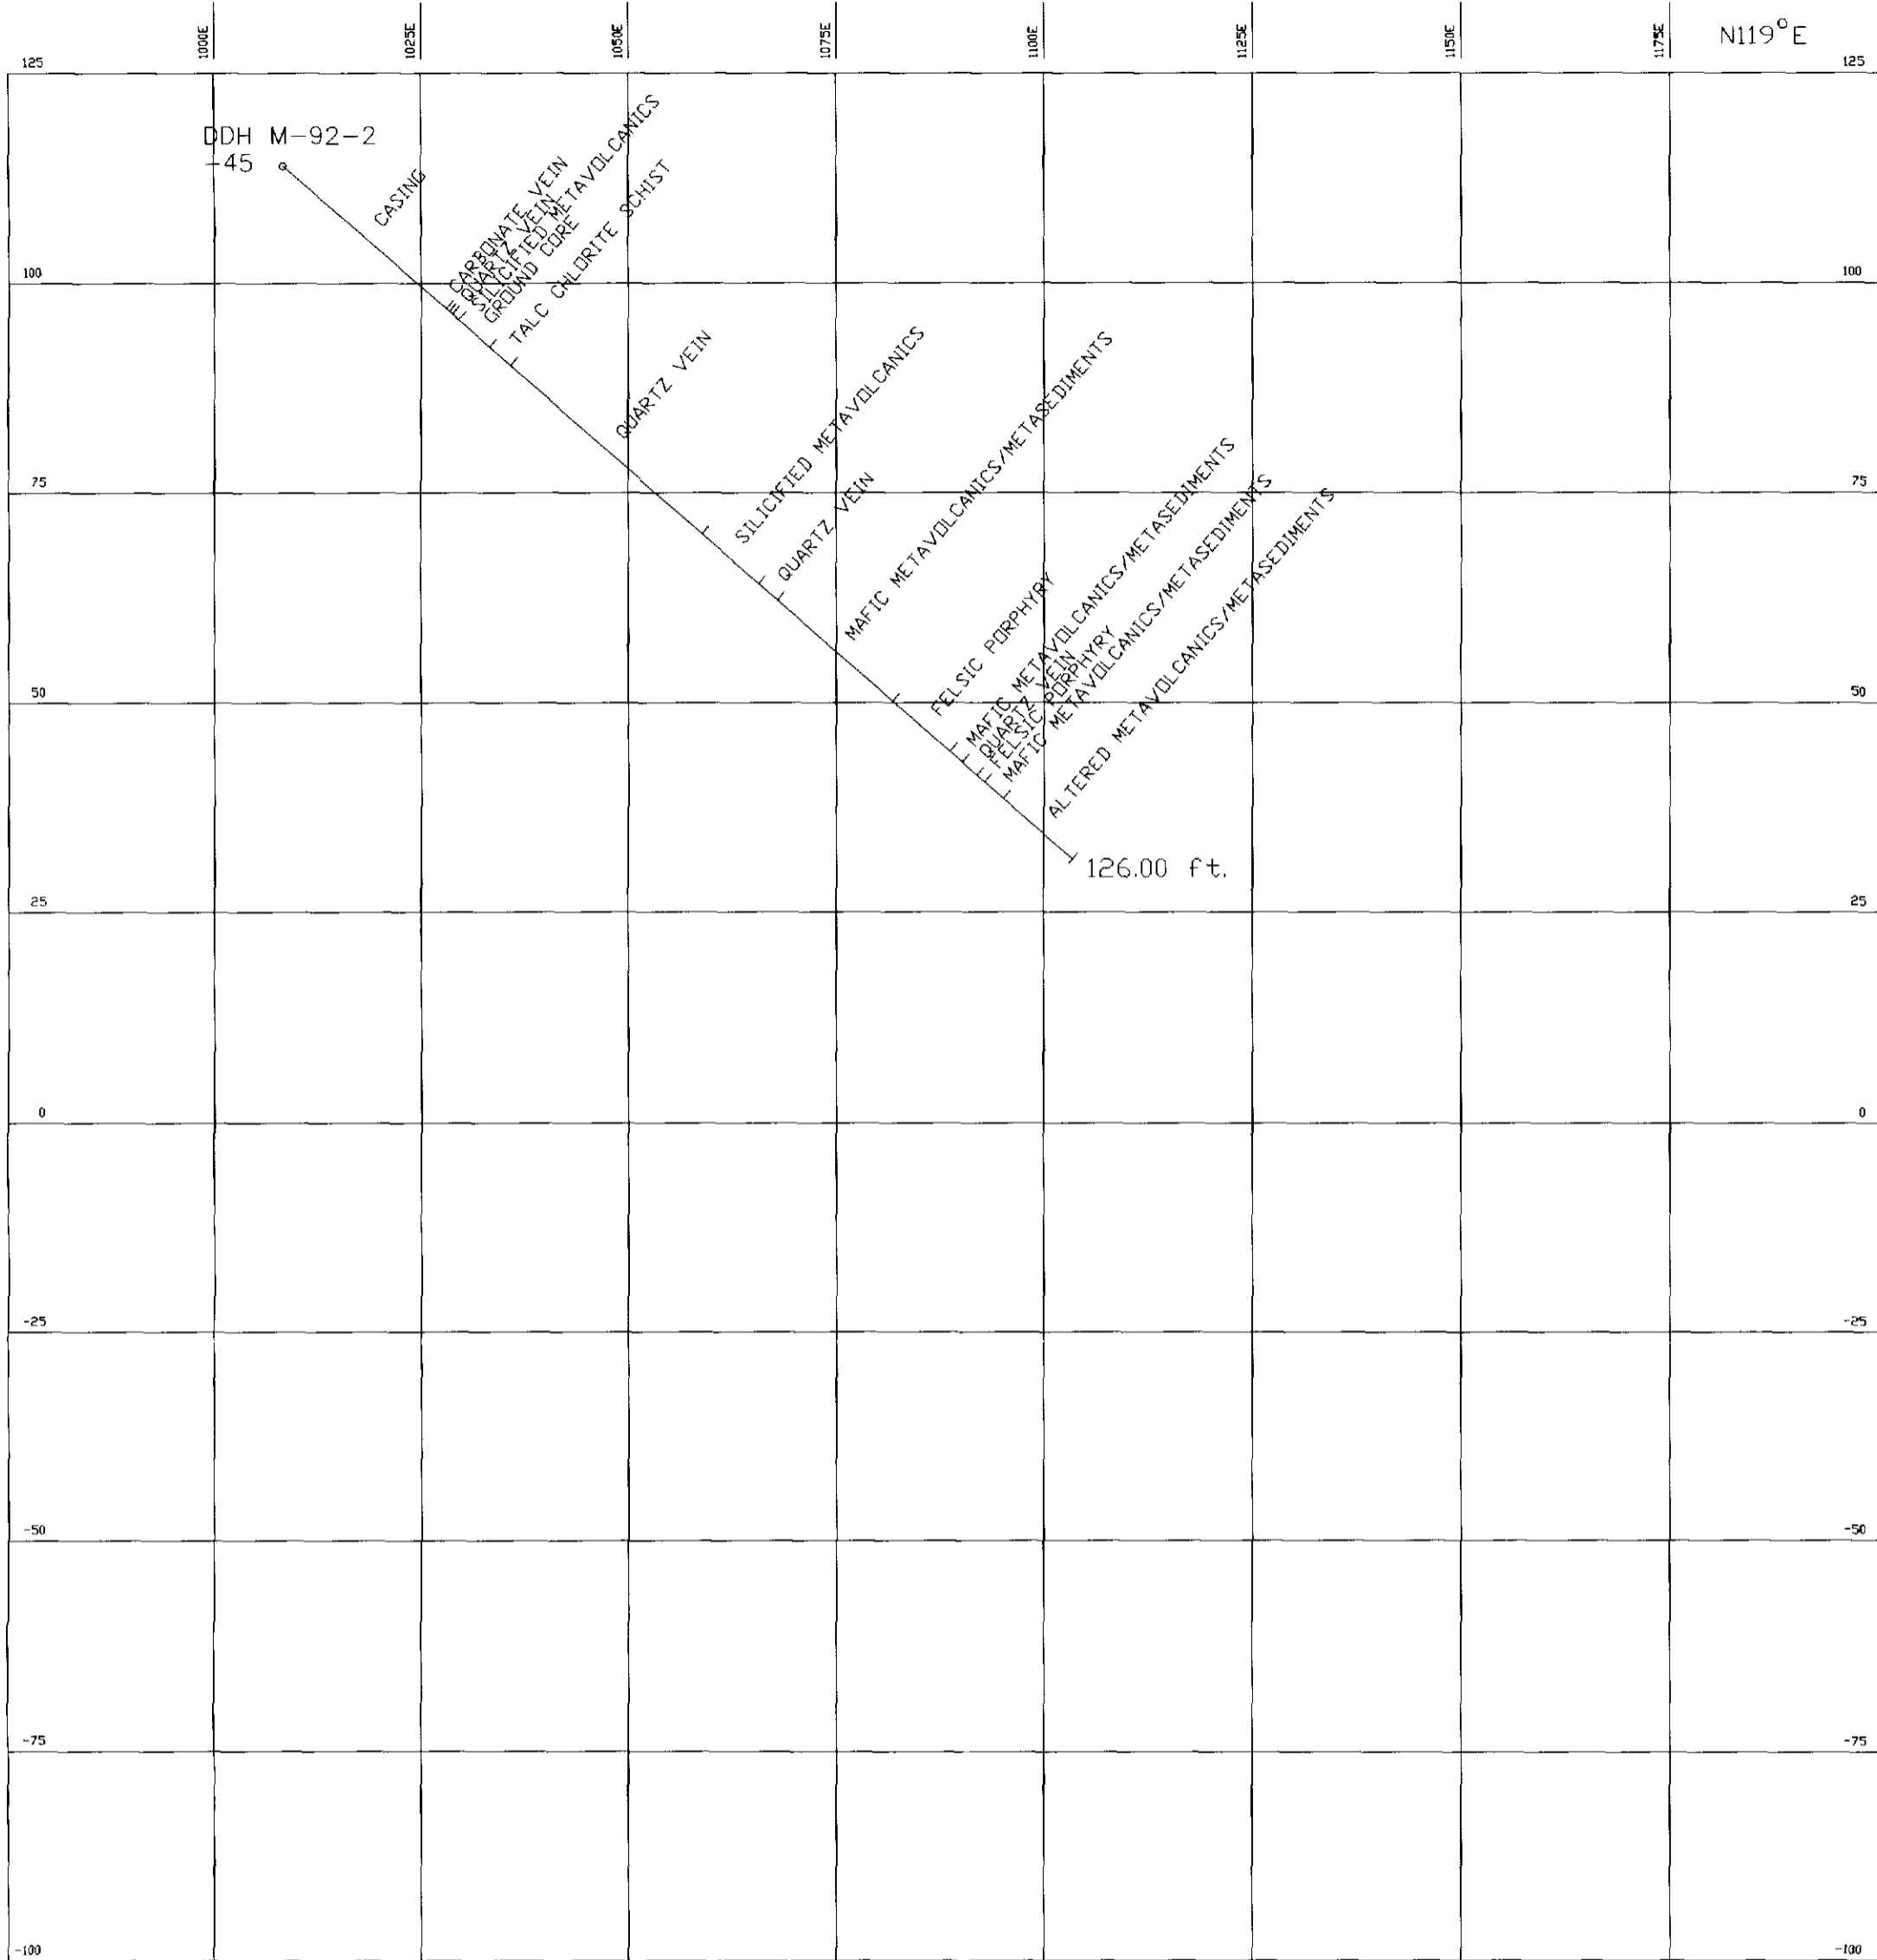 1000E
1025E
1050E
1075E
1100E
1125E
1150E
1175E
N119°E
125
125
DDH M-92-2
-45
CASING
CARBONATE VEIN
QUARTZ VEIN
SILICIFIED METAVOLCANICS
GROUND CORE
TALC CHLORITE SCHIST
QUARTZ VEIN
SILICIFIED METAVOLCANICS
QUARTZ VEIN
MAFIC METAVOLCANICS/METASEDIMENTS
FELSIC PORPHYRY
MAFIC METAVOLCANICS/METASEDIMENTS
QUARTZ VEIN
FELSIC PORPHYRY
MAFIC METAVOLCANICS/METASEDIMENTS
ALTERED METAVOLCANICS/METASEDIMENTS
126.00 ft.
100
100
75
75
50
50
25
25
0
0
-25
-25
-50
-50
-75
-75
-100
-100